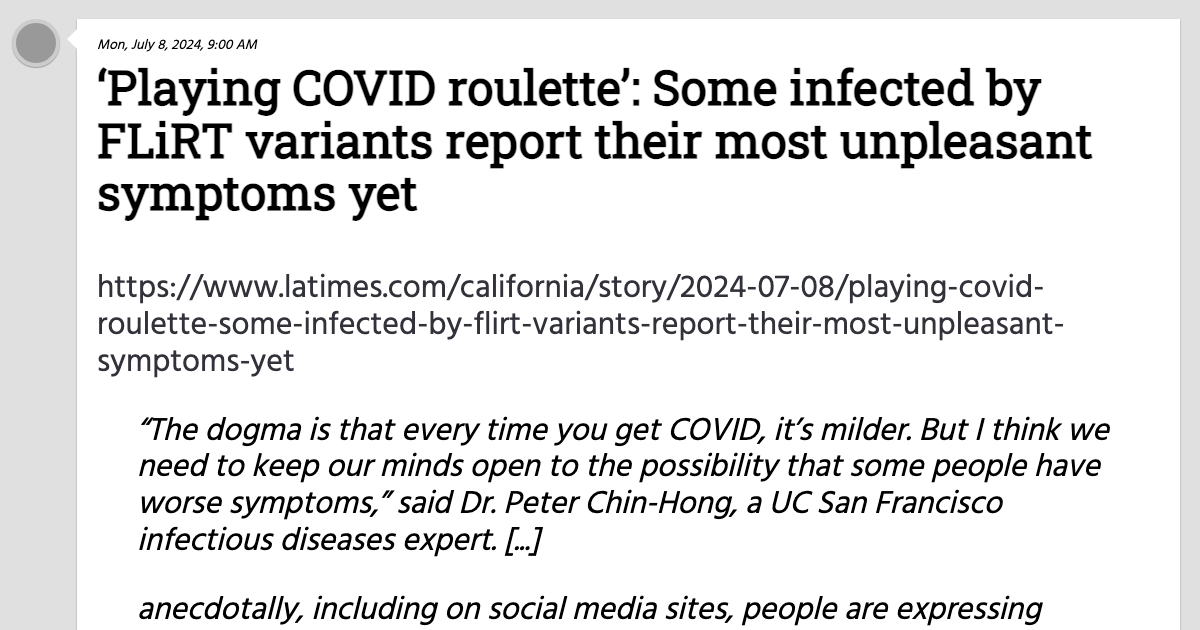 Mon, July 8, 2024, 9:00 AM
‘Playing COVID roulette’: Some infected by
FLiRT variants report their most unpleasant
symptoms yet
https://www.latimes.com/california/story/2024-07-08/playing-covid-
roulette-some-infected-by-flirt-variants-report-their-most-unpleasant-
symptoms-yet
“The dogma is that every time you get COVID, it’s milder. But I think we
need to keep our minds open to the possibility that some people have
worse symptoms,” said Dr. Peter Chin-Hong, a UC San Francisco
infectious diseases expert. [...]
anecdotally, including on social media sites, people are expressing